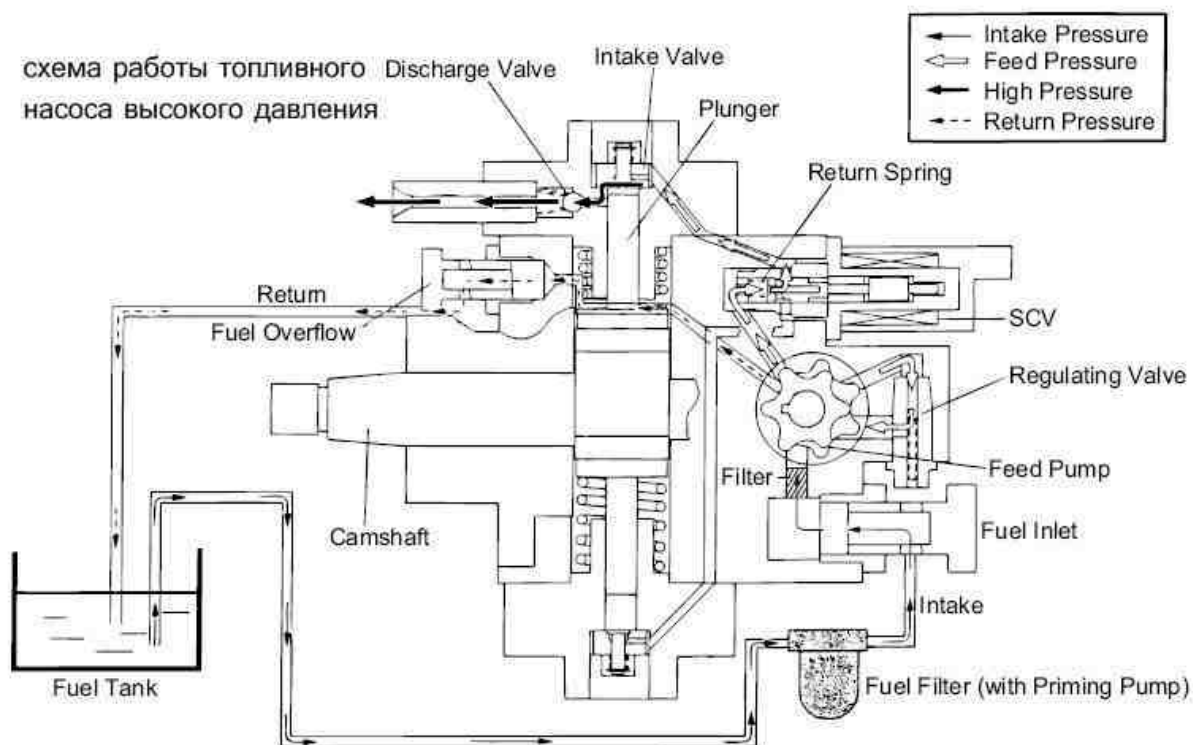 схема работы топливного
насоса высокого давления
Discharge Valve
Intake Valve
Plunger
Intake Pressure
Feed Pressure
High Pressure
Return Pressure
Return Spring
SCV
Return
Fuel Overflow
Regulating Valve
Feed Pump
Filter
Camshaft
Fuel Inlet
Intake
Fuel Tank
Fuel Filter (with Priming Pump)